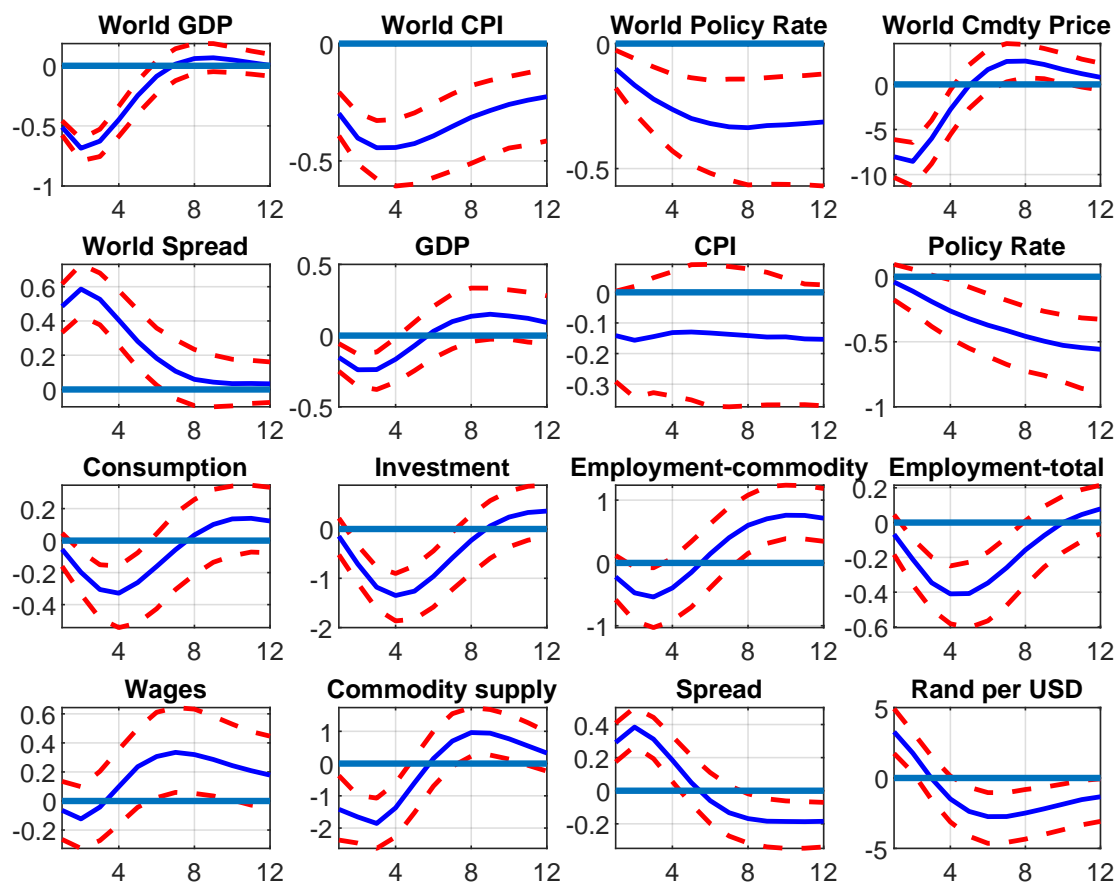 World GDP
World CPI
World Policy Rate
World Cmdty Price
0
-0.5
-1
4 8 12
0
-0.5
4 8 12
0
-0.5
4 8 12
0
-5
-10
4 8 12
World Spread
GDP
CPI
Policy Rate
0.6
0.4
0.2
0
4 8 12
0.5
0
-0.5
4 8 12
0
-0.1
-0.2
-0.3
4 8 12
0
-0.5
-1
4 8 12
Consumption
Investment
Employment-commodity
Employment-total
0.2
0
-0.2
-0.4
4 8 12
0
-1
-2
4 8 12
1
0
-1
4 8 12
0.2
0
-0.2
-0.4
-0.6
4 8 12
Wages
Commodity supply
Spread
Rand per USD
0.6
0.4
0.2
0
-0.2
4 8 12
1
0
-1
-2
4 8 12
0.4
0.2
0
-0.2
4 8 12
5
0
-5
4 8 12